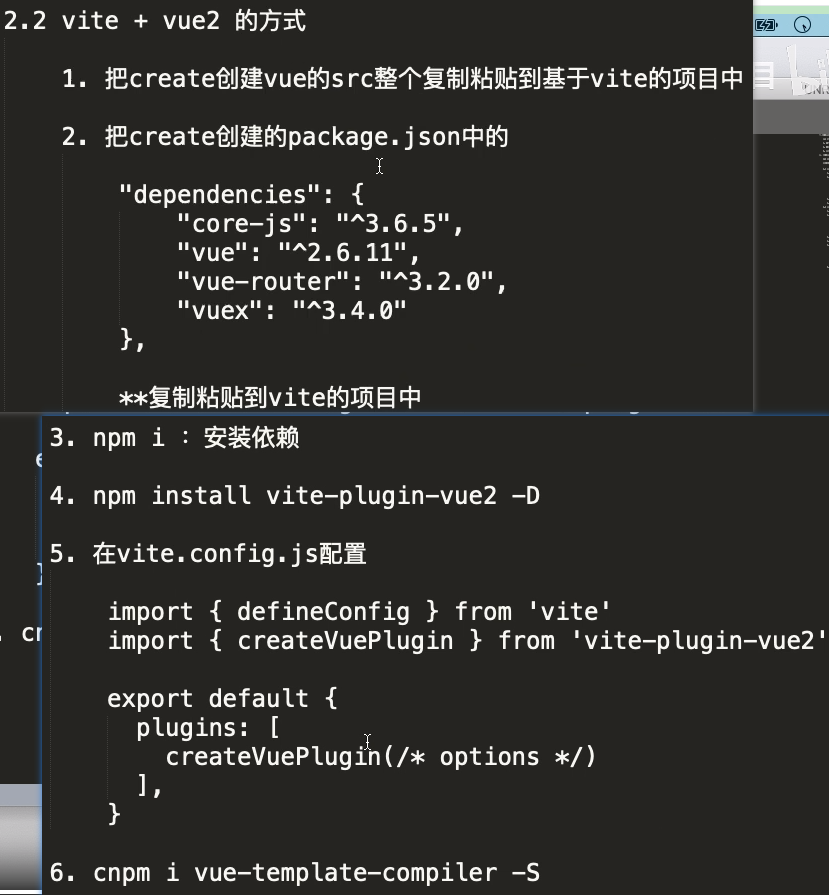 2.2 vite + vue2 的方式
1. 把create创建vue的src整个复制粘贴到基于vite的项目中
2. 把create创建的package.json中的
"dependencies": {
"core-js": "^3.6.5",
"vue": "^2.6.11",
"vue-router": "^3.2.0",
"vuex": "^3.4.0"
},
**复制粘贴到vite的项目中
3. npm i : 安装依赖
4. npm install vite-plugin-vue2 -D
5. 在vite.config.js配置
import { defineConfig } from 'vite'
import { createVuePlugin } from 'vite-plugin-vue2'
export default {
plugins: [
createVuePlugin(/* options */)
],
}
6. cnpm i vue-template-compiler -S